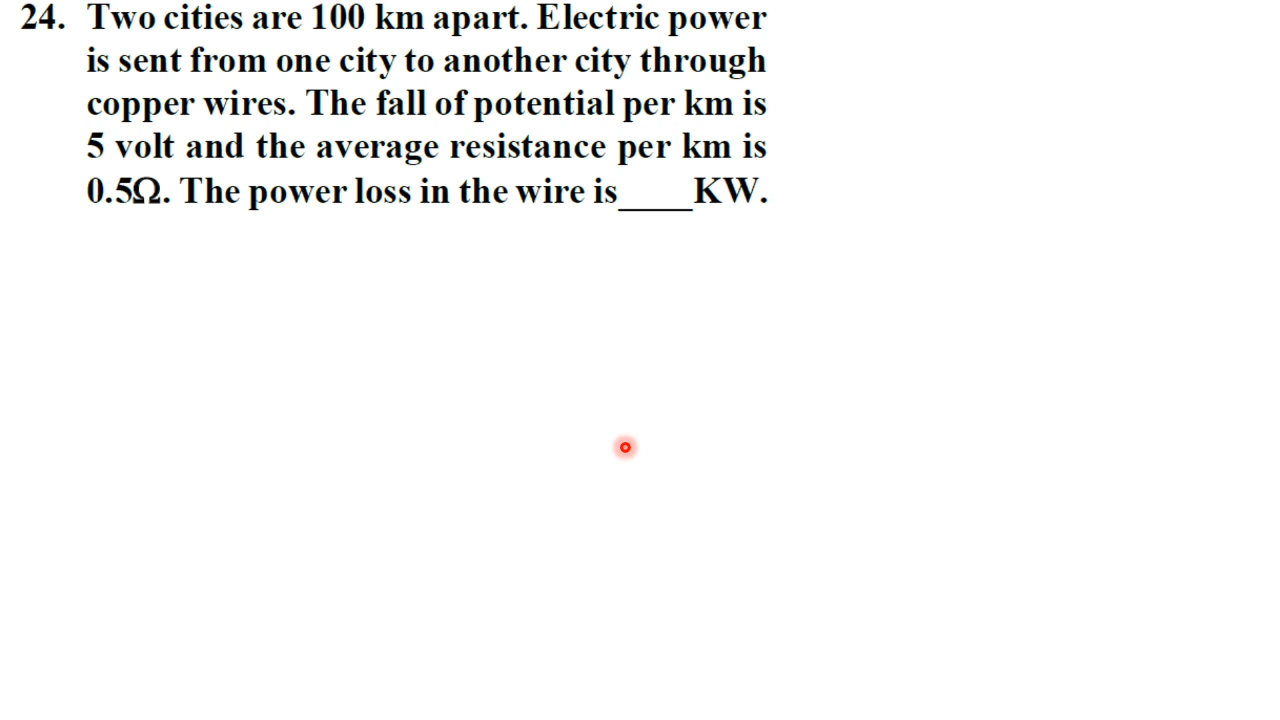 24. Two cities are 100 km apart. Electric power
is sent from one city to another city through
copper wires. The fall of potential per km is
5 volt and the average resistance per km is
0.5Ω. The power loss in the wire is____KW.